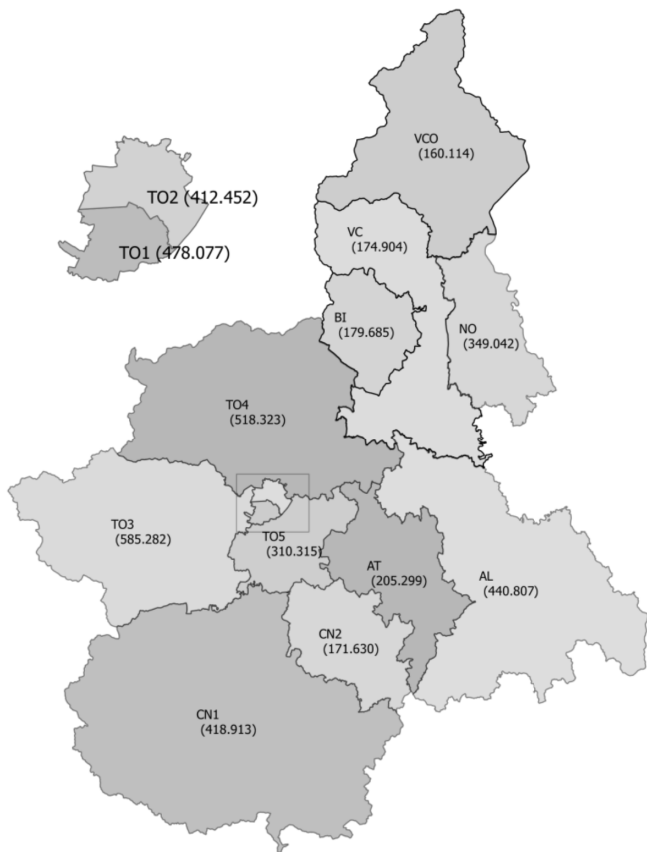 VCO
(160.114)
TO2 (412.452)
TO1 (478.077)
VC
(174.904)
BI
(179.685)
NO
(349.042)
TO4
(518.323)
TO3
(585.282)
TO5
(310.315)
AT
(205.299)
AL
(440.807)
CN2
(171.630)
CN1
(418.913)